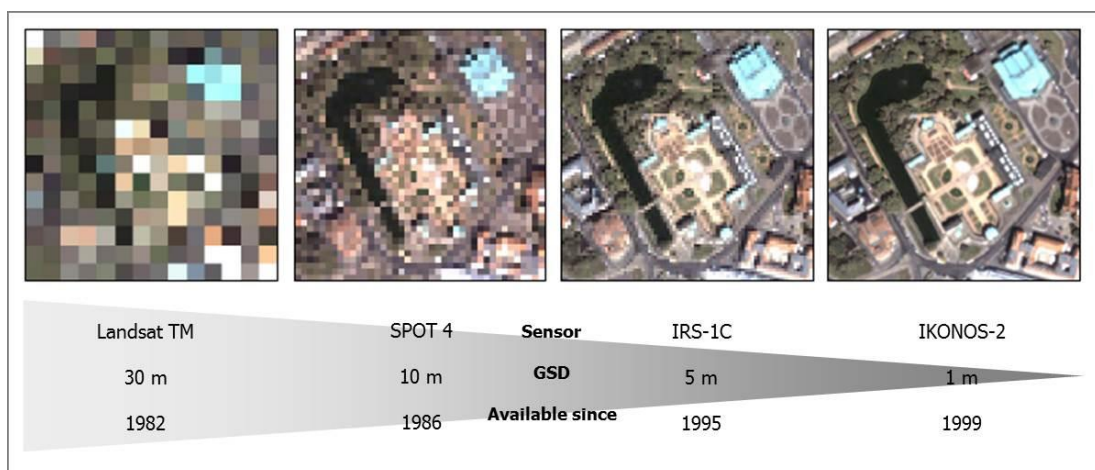 Landsat TM SPOT 4 Sensor IRS-1C IKONOS-2
30 m 10 m GSD 5 m 1 m
1982 1986 Available since 1995 1999